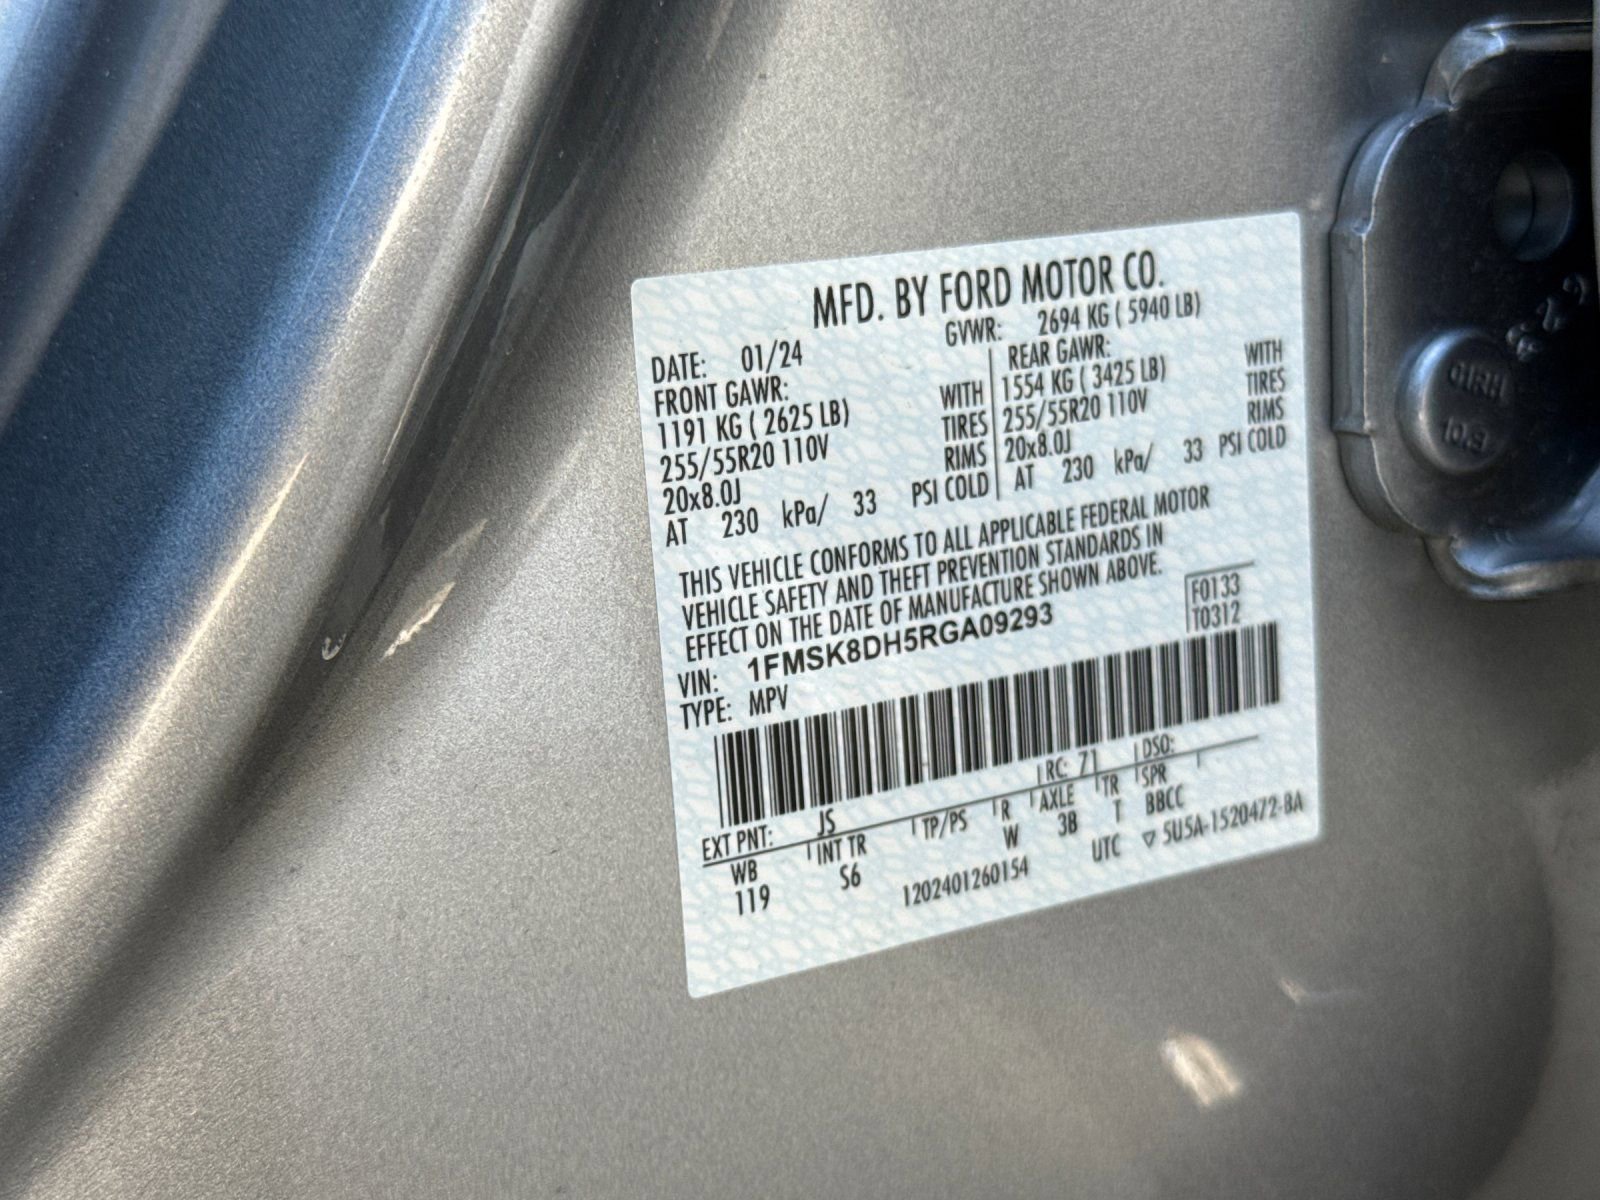 MFD. BY FORD MOTOR CO.
DATE: 01/24 GVWR: 2694 KG ( 5940 LB)
FRONT GAWR: WITH
1191 KG ( 2625 LB) TIRES
255/55R20 110V RIMS
20x8.0J
AT 230 kPa/ 33 PSI COLD
REAR GAWR: WITH
1554 KG ( 3425 LB) TIRES
255/55R20 110V RIMS
20x8.0J
AT 230 kPa/ 33 PSI COLD
THIS VEHICLE CONFORMS TO ALL APPLICABLE FEDERAL MOTOR
VEHICLE SAFETY AND THEFT PREVENTION STANDARDS IN
EFFECT ON THE DATE OF MANUFACTURE SHOWN ABOVE.
VIN: 1FMSK8DH5RGA09293
TYPE: MPV
F0133
T0312
EXT PNT: JS RC: 71 DSO:
WB INT TR TP/PS R AXLE TR SPR
119 S6 W 3B T BBCC
1202401260154 UTC ▽ 5U5A-1520472-BA
10.9